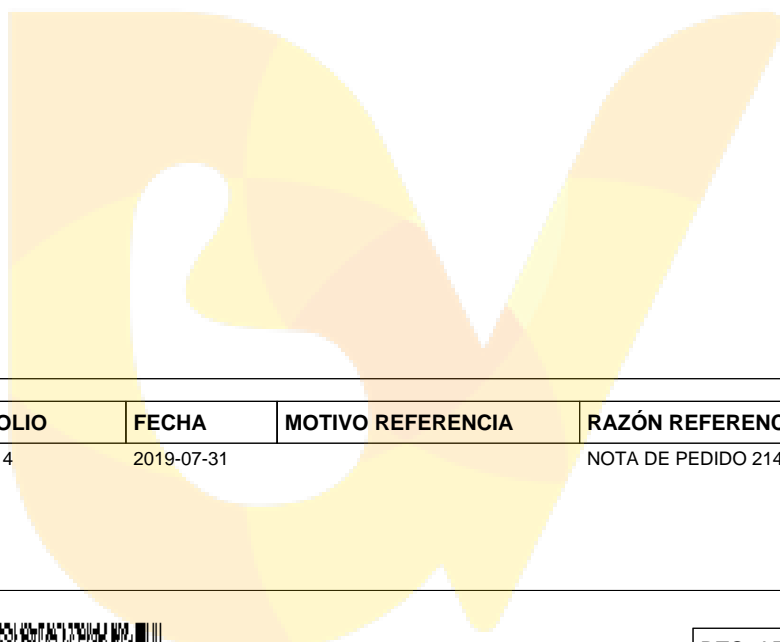 OLIO FECHA MOTIVO REFERENCIA RAZÓN REFERENC
4 2019-07-31 NOTA DE PEDIDO 214